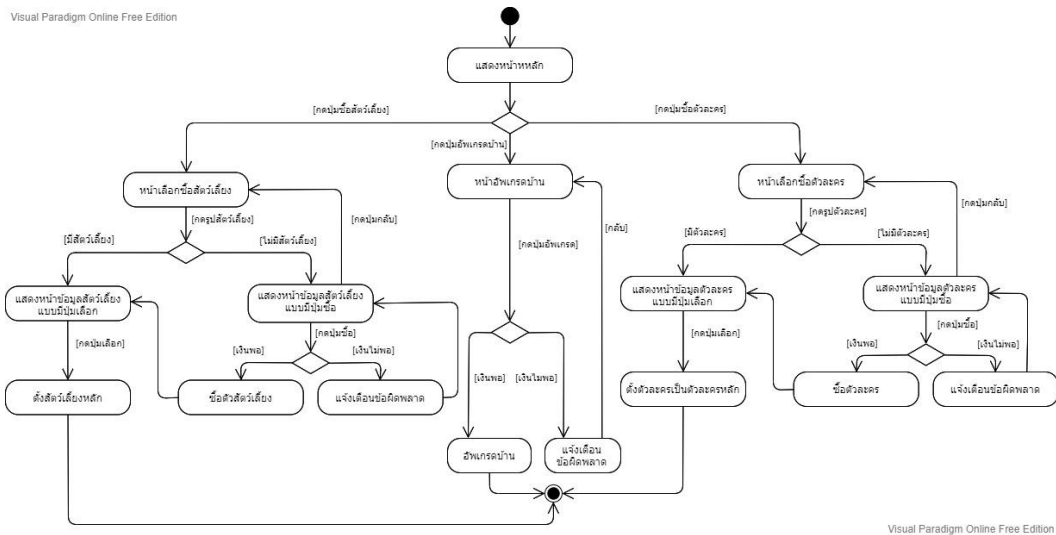 Visual Paradigm Online Free Edition
แสดงหน้าหหลัก
[กดปุ่มซื้อสัตว์เลี้ยง]
[กดปุ่มซื้อตัวละคร]
[กดปุ่มอัพเกรดบ้าน]
หน้าเลือกซื้อสัตว์เลี้ยง
หน้าอัพเกรดบ้าน
หน้าเลือกซื้อตัวละคร
[กดรูปสัตว์เลี้ยง]
[กดปุ่มกลับ]
[กดรูปตัวละคร]
[กดปุ่มกลับ]
[มีสัตว์เลี้ยง]
[ไม่มีสัตว์เลี้ยง]
[กดปุ่มอัพเกรด]
[กลับ]
[มีตัวละคร]
[ไม่มีตัวละคร]
แสดงหน้าข้อมูลสัตว์เลี้ยง
แบบมีปุ่มเลือก
แสดงหน้าข้อมูลสัตว์เลี้ยง
แบบมีปุ่มซื้อ
แสดงหน้าข้อมูลตัวละคร
แบบมีปุ่มเลือก
แสดงหน้าข้อมูลตัวละคร
แบบมีปุ่มซื้อ
[กดปุ่มเลือก]
[กดปุ่มซื้อ]
[กดปุ่มเลือก]
[กดปุ่มซื้อ]
[เงินพอ]
[เงินไม่พอ]
[เงินพอ]
[เงินไม่พอ]
[เงินพอ]
[เงินไม่พอ]
ตั้งสัตว์เลี้ยงหลัก
ซื้อตัวสัตว์เลี้ยง
แจ้งเตือนข้อผิดพลาด
ตั้งตัวละครเป็นตัวละครหลัก
ซื้อตัวละคร
แจ้งเตือนข้อผิดพลาด
อัพเกรดบ้าน
แจ้งเตือน
ข้อผิดพลาด
Visual Paradigm Online Free Edition